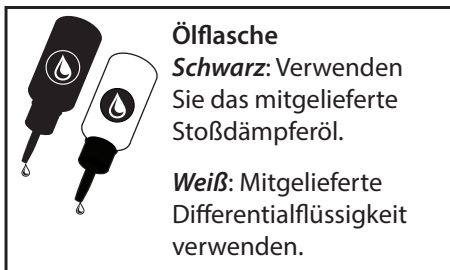 Ölflasche
Schwarz: Verwenden
Sie das mitgelieferte
Stoßdämpferöl.
Weiß: Mitgelieferte
Differentialflüssigkeit
verwenden.